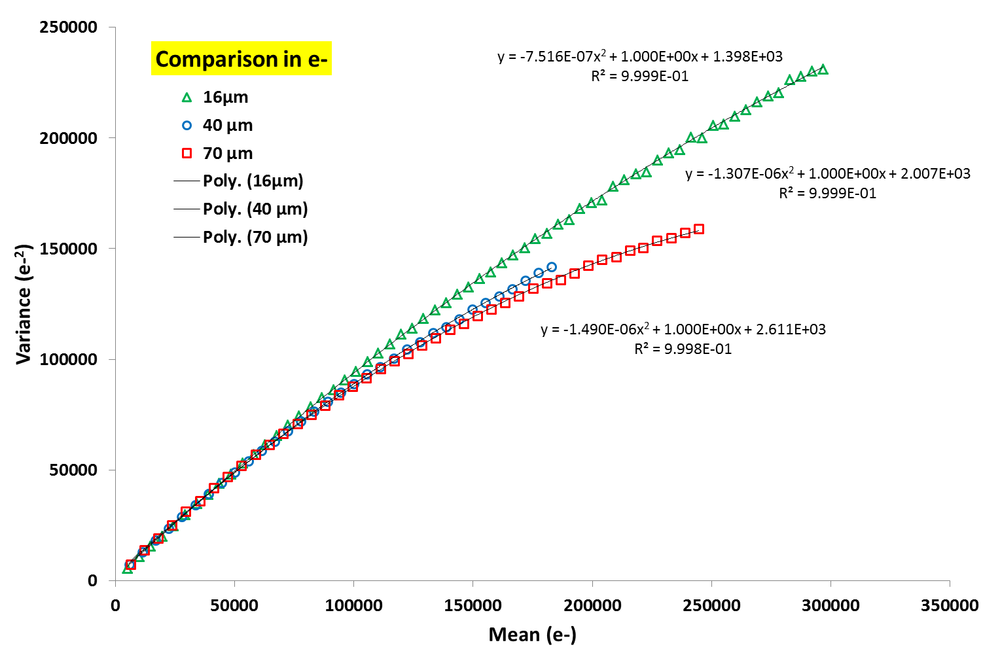 250000
200000
150000
100000
50000
0
Variance (e-²)
Comparison in e-
16µm
40 µm
70 µm
Poly. (16µm)
Poly. (40 µm)
Poly. (70 µm)
y = -7.516E-07x² + 1.000E+00x + 1.398E+03
R² = 9.999E-01
y = -1.307E-06x² + 1.000E+00x + 2.007E+03
R² = 9.999E-01
y = -1.490E-06x² + 1.000E+00x + 2.611E+03
R² = 9.998E-01
0 50000 100000 150000 200000 250000 300000 350000
Mean (e-)